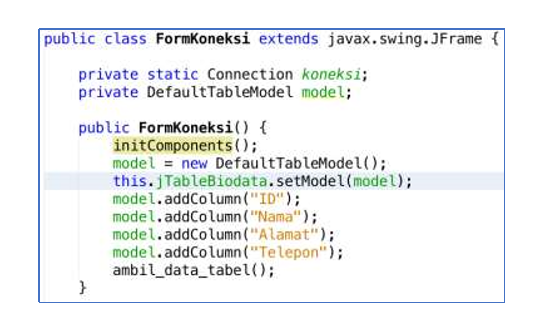 public class FormKoneksi extends javax.swing.JFrame {
private static Connection koneksi;
private DefaultTableModel model;
public FormKoneksi() {
initComponents();
model = new DefaultTableModel();
this.jTableBiodata.setModel(model);
model.addColumn("ID");
model.addColumn("Nama");
model.addColumn("Alamat");
model.addColumn("Telepon");
ambil_data_tabel();
}